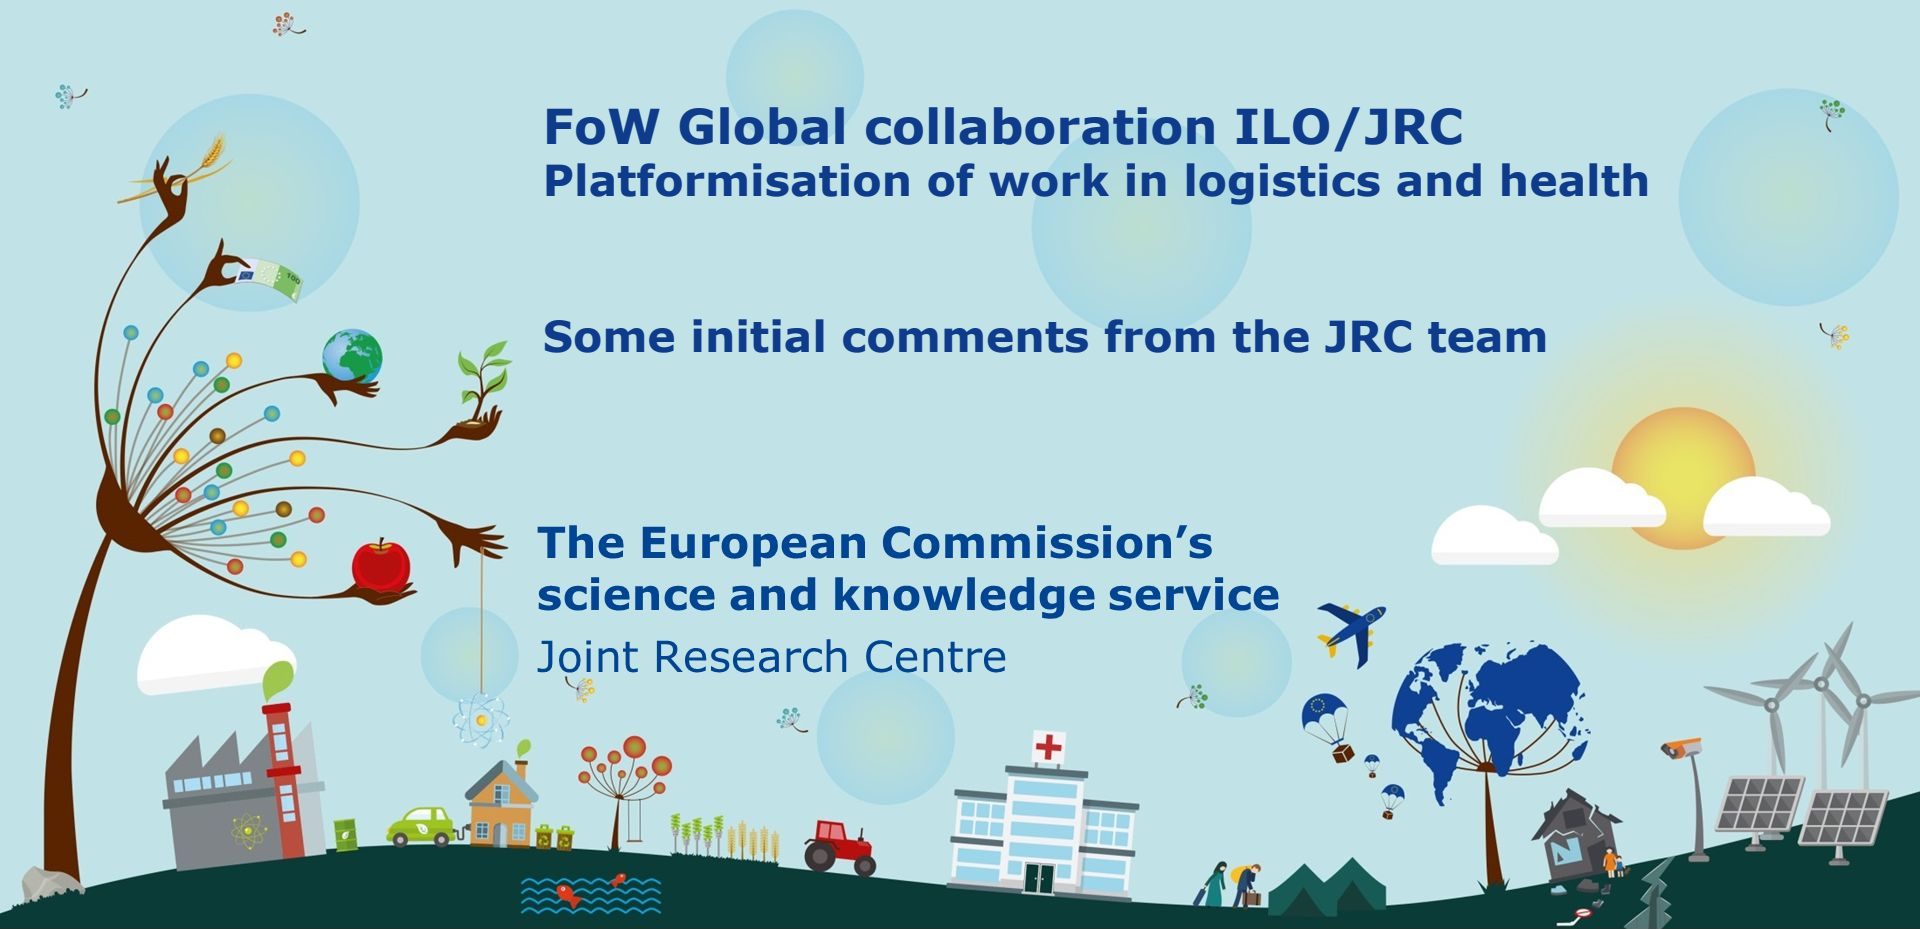 FoW Global collaboration ILO/JRC
Platformisation of work in logistics and health
100
Some initial comments from the JRC team
The European Commission’s
science and knowledge service
Joint Research Centre